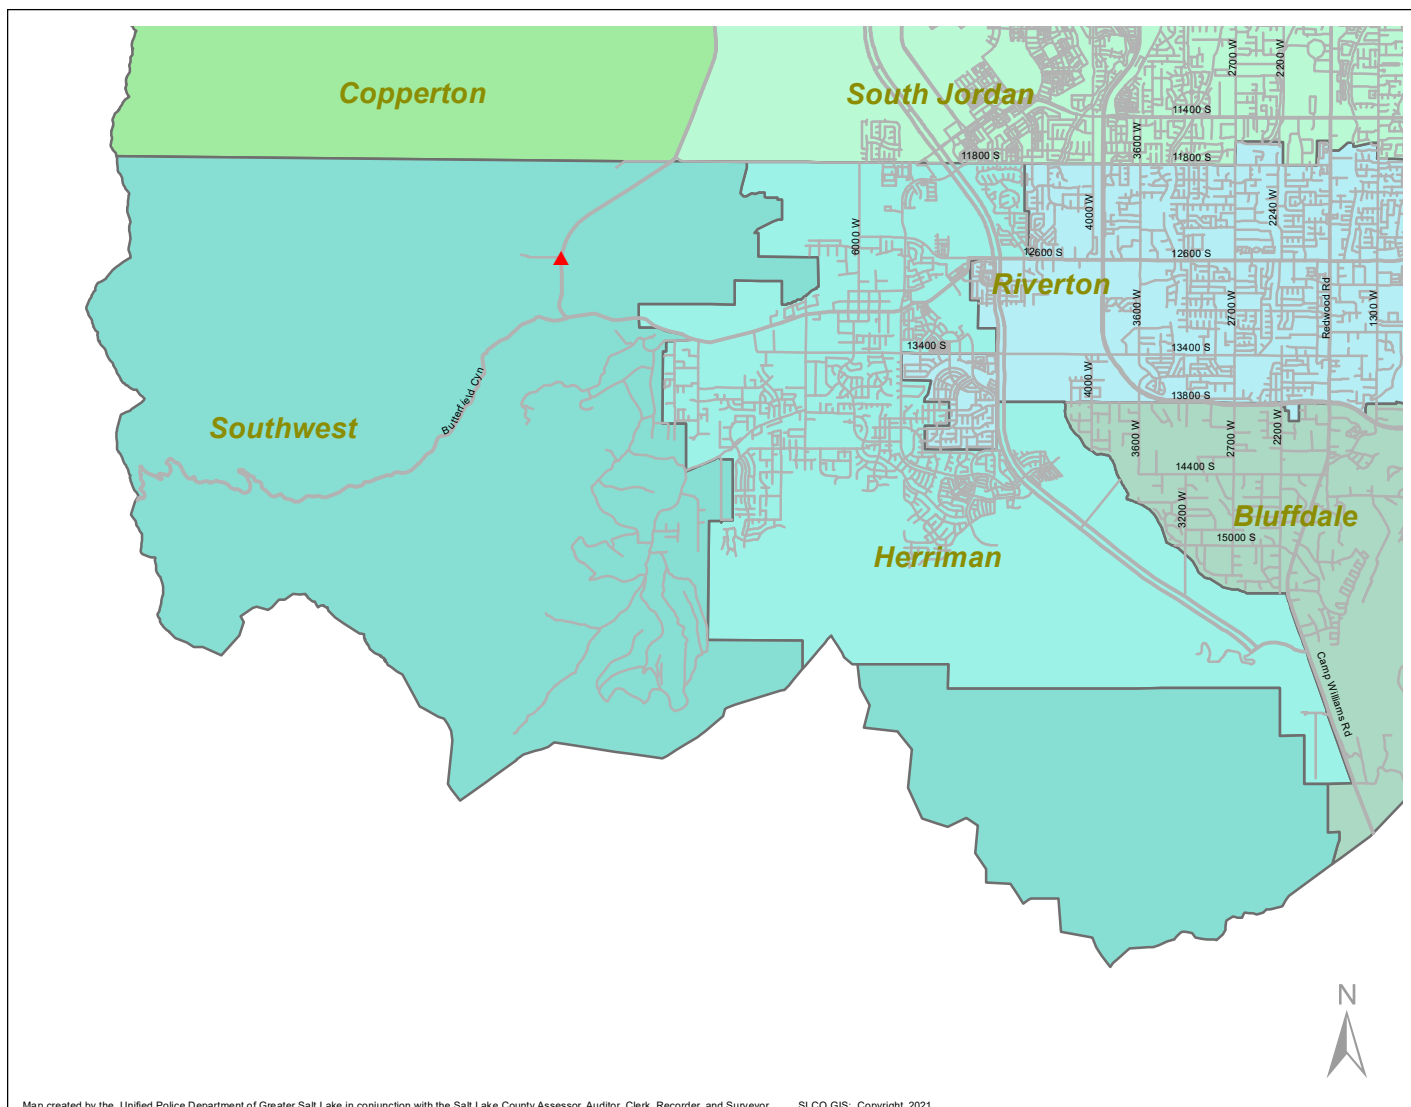 2700 W
2200 W
Copperton
South Jordan
11400 S
3600 W
11800 S
11800 S
4000 W
2240 W
6000 W
12600 S
12600 S
Riverton
3600 W
2700 W
Redwood Rd
1300 W
13400 S
13400 S
4000 W
13800 S
Butterfield Cyn
Southwest
3600 W
2700 W
2200 W
14400 S
3200 W
Bluffdale
15000 S
Herriman
Camp Williams Rd
N
Map created by the Unified Police Department of Greater Salt Lake in conjunction with the Salt Lake County Assessor, Auditor, Clerk, Recorder, and Surveyor. SLCO GIS: Copyright, 2021